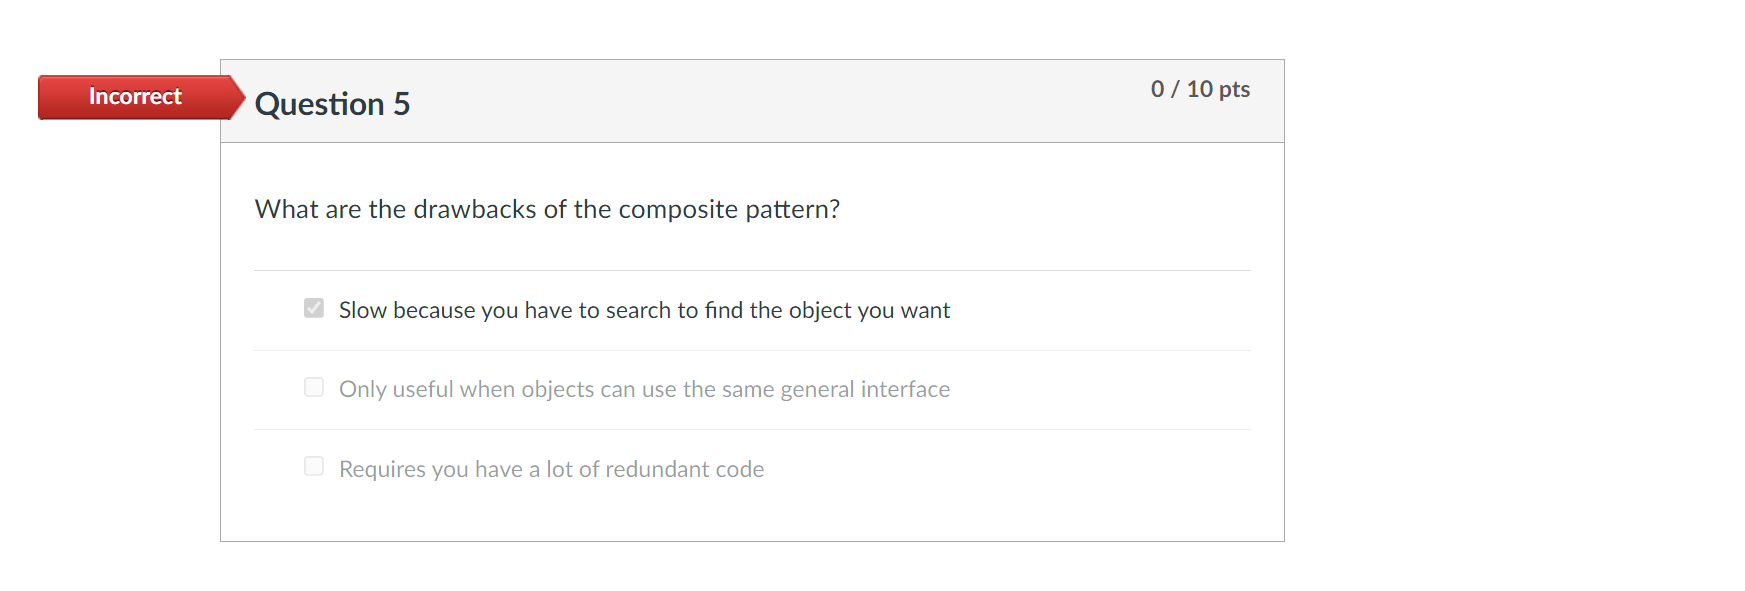 Incorrect
Question 5
0 / 10 pts
What are the drawbacks of the composite pattern?
Slow because you have to search to find the object you want
Only useful when objects can use the same general interface
Requires you have a lot of redundant code